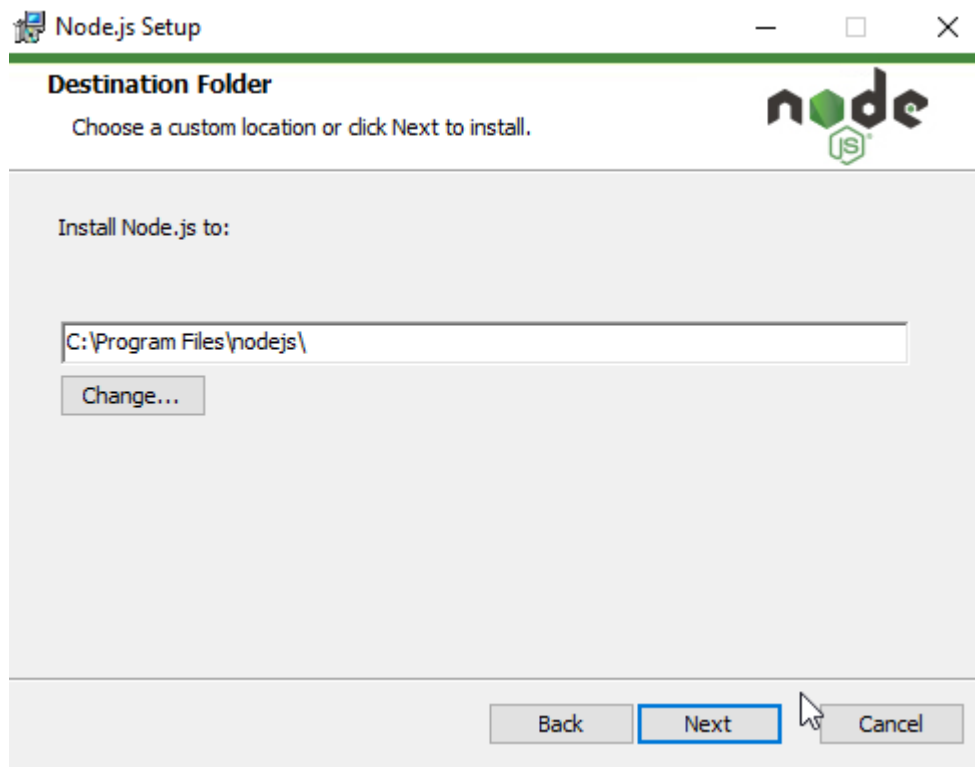 Node.js Setup
Destination Folder
Choose a custom location or click Next to install.
node
JS
Install Node.js to:
C:\Program Files\nodejs\
Change...
Back
Next
Cancel